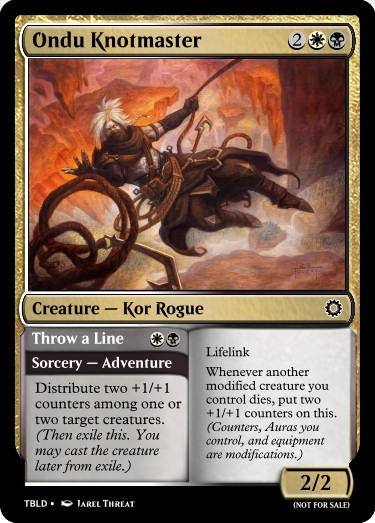 Ondu Knotmaster 2
Creature — Kor Rogue
Throw a Line
Sorcery — Adventure
Distribute two +1/+1
counters among one or
two target creatures.
(Then exile this. You
may cast the creature
later from exile.)
Lifelink
Whenever another
modified creature you
control dies, put two
+1/+1 counters on this.
(Counters, Auras you
control, and equipment
are modifications.)
2/2
TBLD • JAREL THREAT
(NOT FOR SALE)